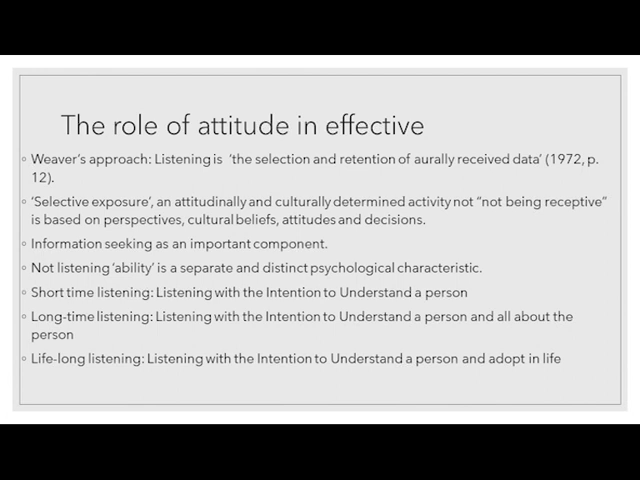 The role of attitude in effective
◦ Weaver's approach: Listening is 'the selection and retention of aurally received data' (1972, p.
12).
◦ 'Selective exposure', an attitudinally and culturally determined activity not "not being receptive"
is based on perspectives, cultural beliefs, attitudes and decisions.
◦ Information seeking as an important component.
◦ Not listening 'ability' is a separate and distinct psychological characteristic.
◦ Short time listening: Listening with the Intention to Understand a person
◦ Long-time listening: Listening with the Intention to Understand a person and all about the
person
◦ Life-long listening: Listening with the Intention to Understand a person and adopt in life